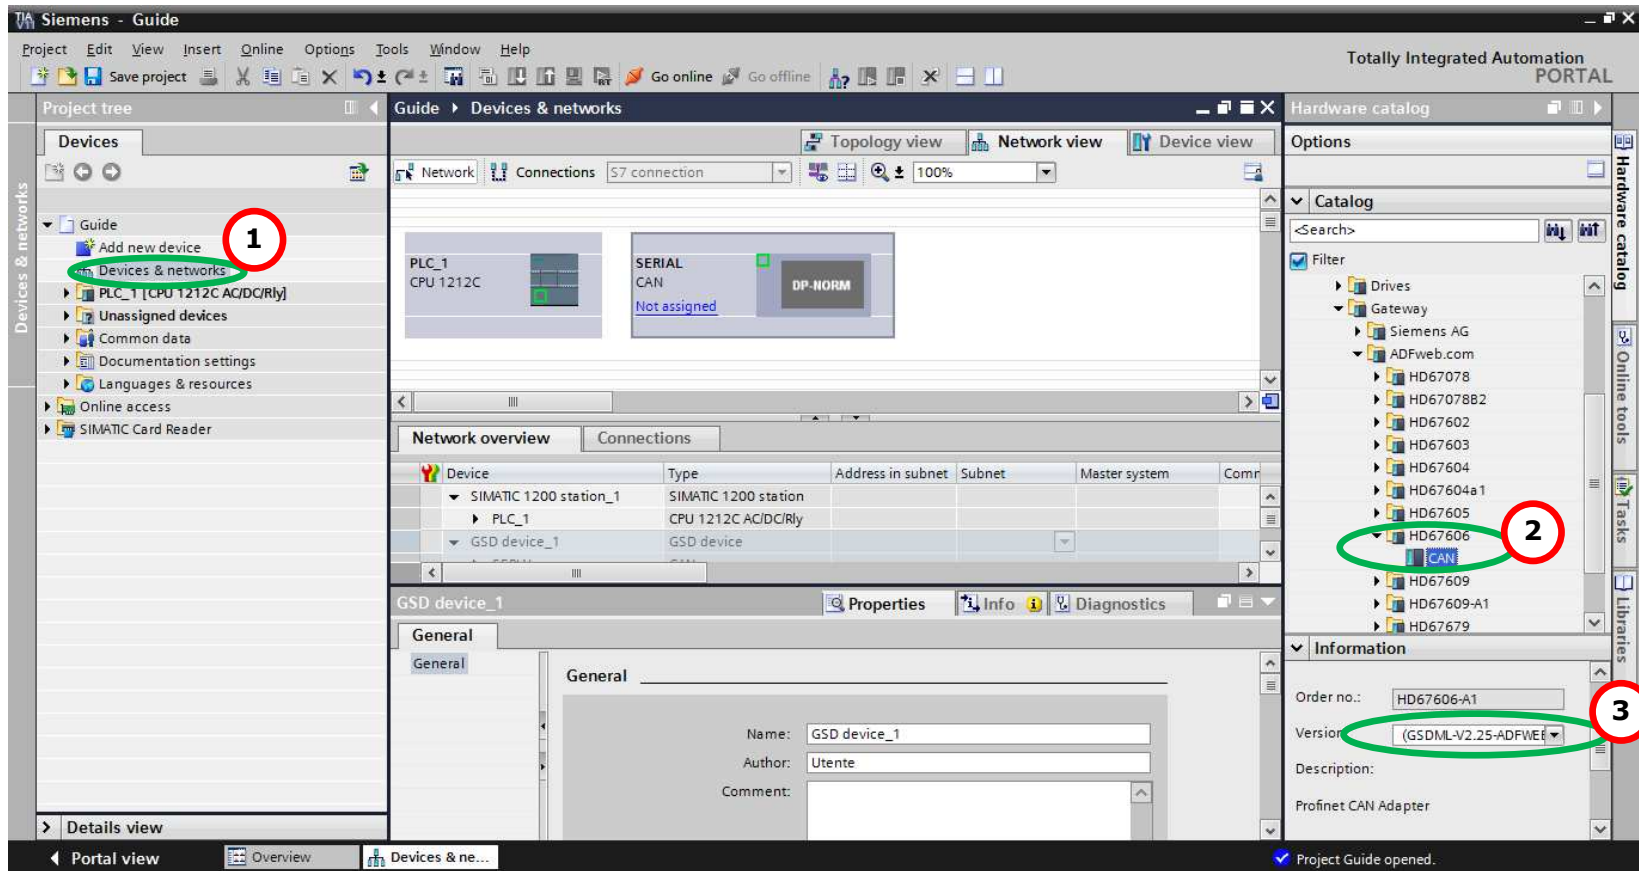 Siemens - Guide
Project Edit View Insert Online Options Tools Window Help
Totally Integrated Automation
PORTAL
Save project
Go online
Go offline
Project tree
Guide Devices & networks
Hardware catalog
Devices
Topology view
Network view
Device view
Options
Network
Connections
S7 connection
100%
Catalog
<Search>
Filter
Guide
Add new device
Devices & networks
PLC_1 [CPU 1212C AC/DC/Rly]
Unassigned devices
Common data
Documentation settings
Languages & resources
Online access
SIMATIC Card Reader
1
PLC_1
CPU 1212C
SERIAL
CAN
Not assigned
DP-NORM
Drives
Gateway
Siemens AG
ADFweb.com
HD67078
HD67078B2
HD67602
HD67603
HD67604
HD67604a1
HD67605
HD67606
CAN
HD67609
HD67609-A1
HD67679
2
Network overview
Connections
Device Type Address in subnet Subnet Master system Comr
SIMATIC 1200 station_1 SIMATIC 1200 station
PLC_1 CPU 1212C AC/DC/Rly
GSD device_1 GSD device
GSD device_1
Properties
Info
Diagnostics
General
General
General
Name: GSD device_1
Author: Utente
Comment:
Information
Order no.: HD67606-A1
Version (GSDML-V2.25-ADFWEB
3
Description:
Profinet CAN Adapter
Devices & networks
Hardware catalog
Online tools
Tasks
Libraries
Details view
Portal view
Overview
Devices & ne...
Project Guide opened.